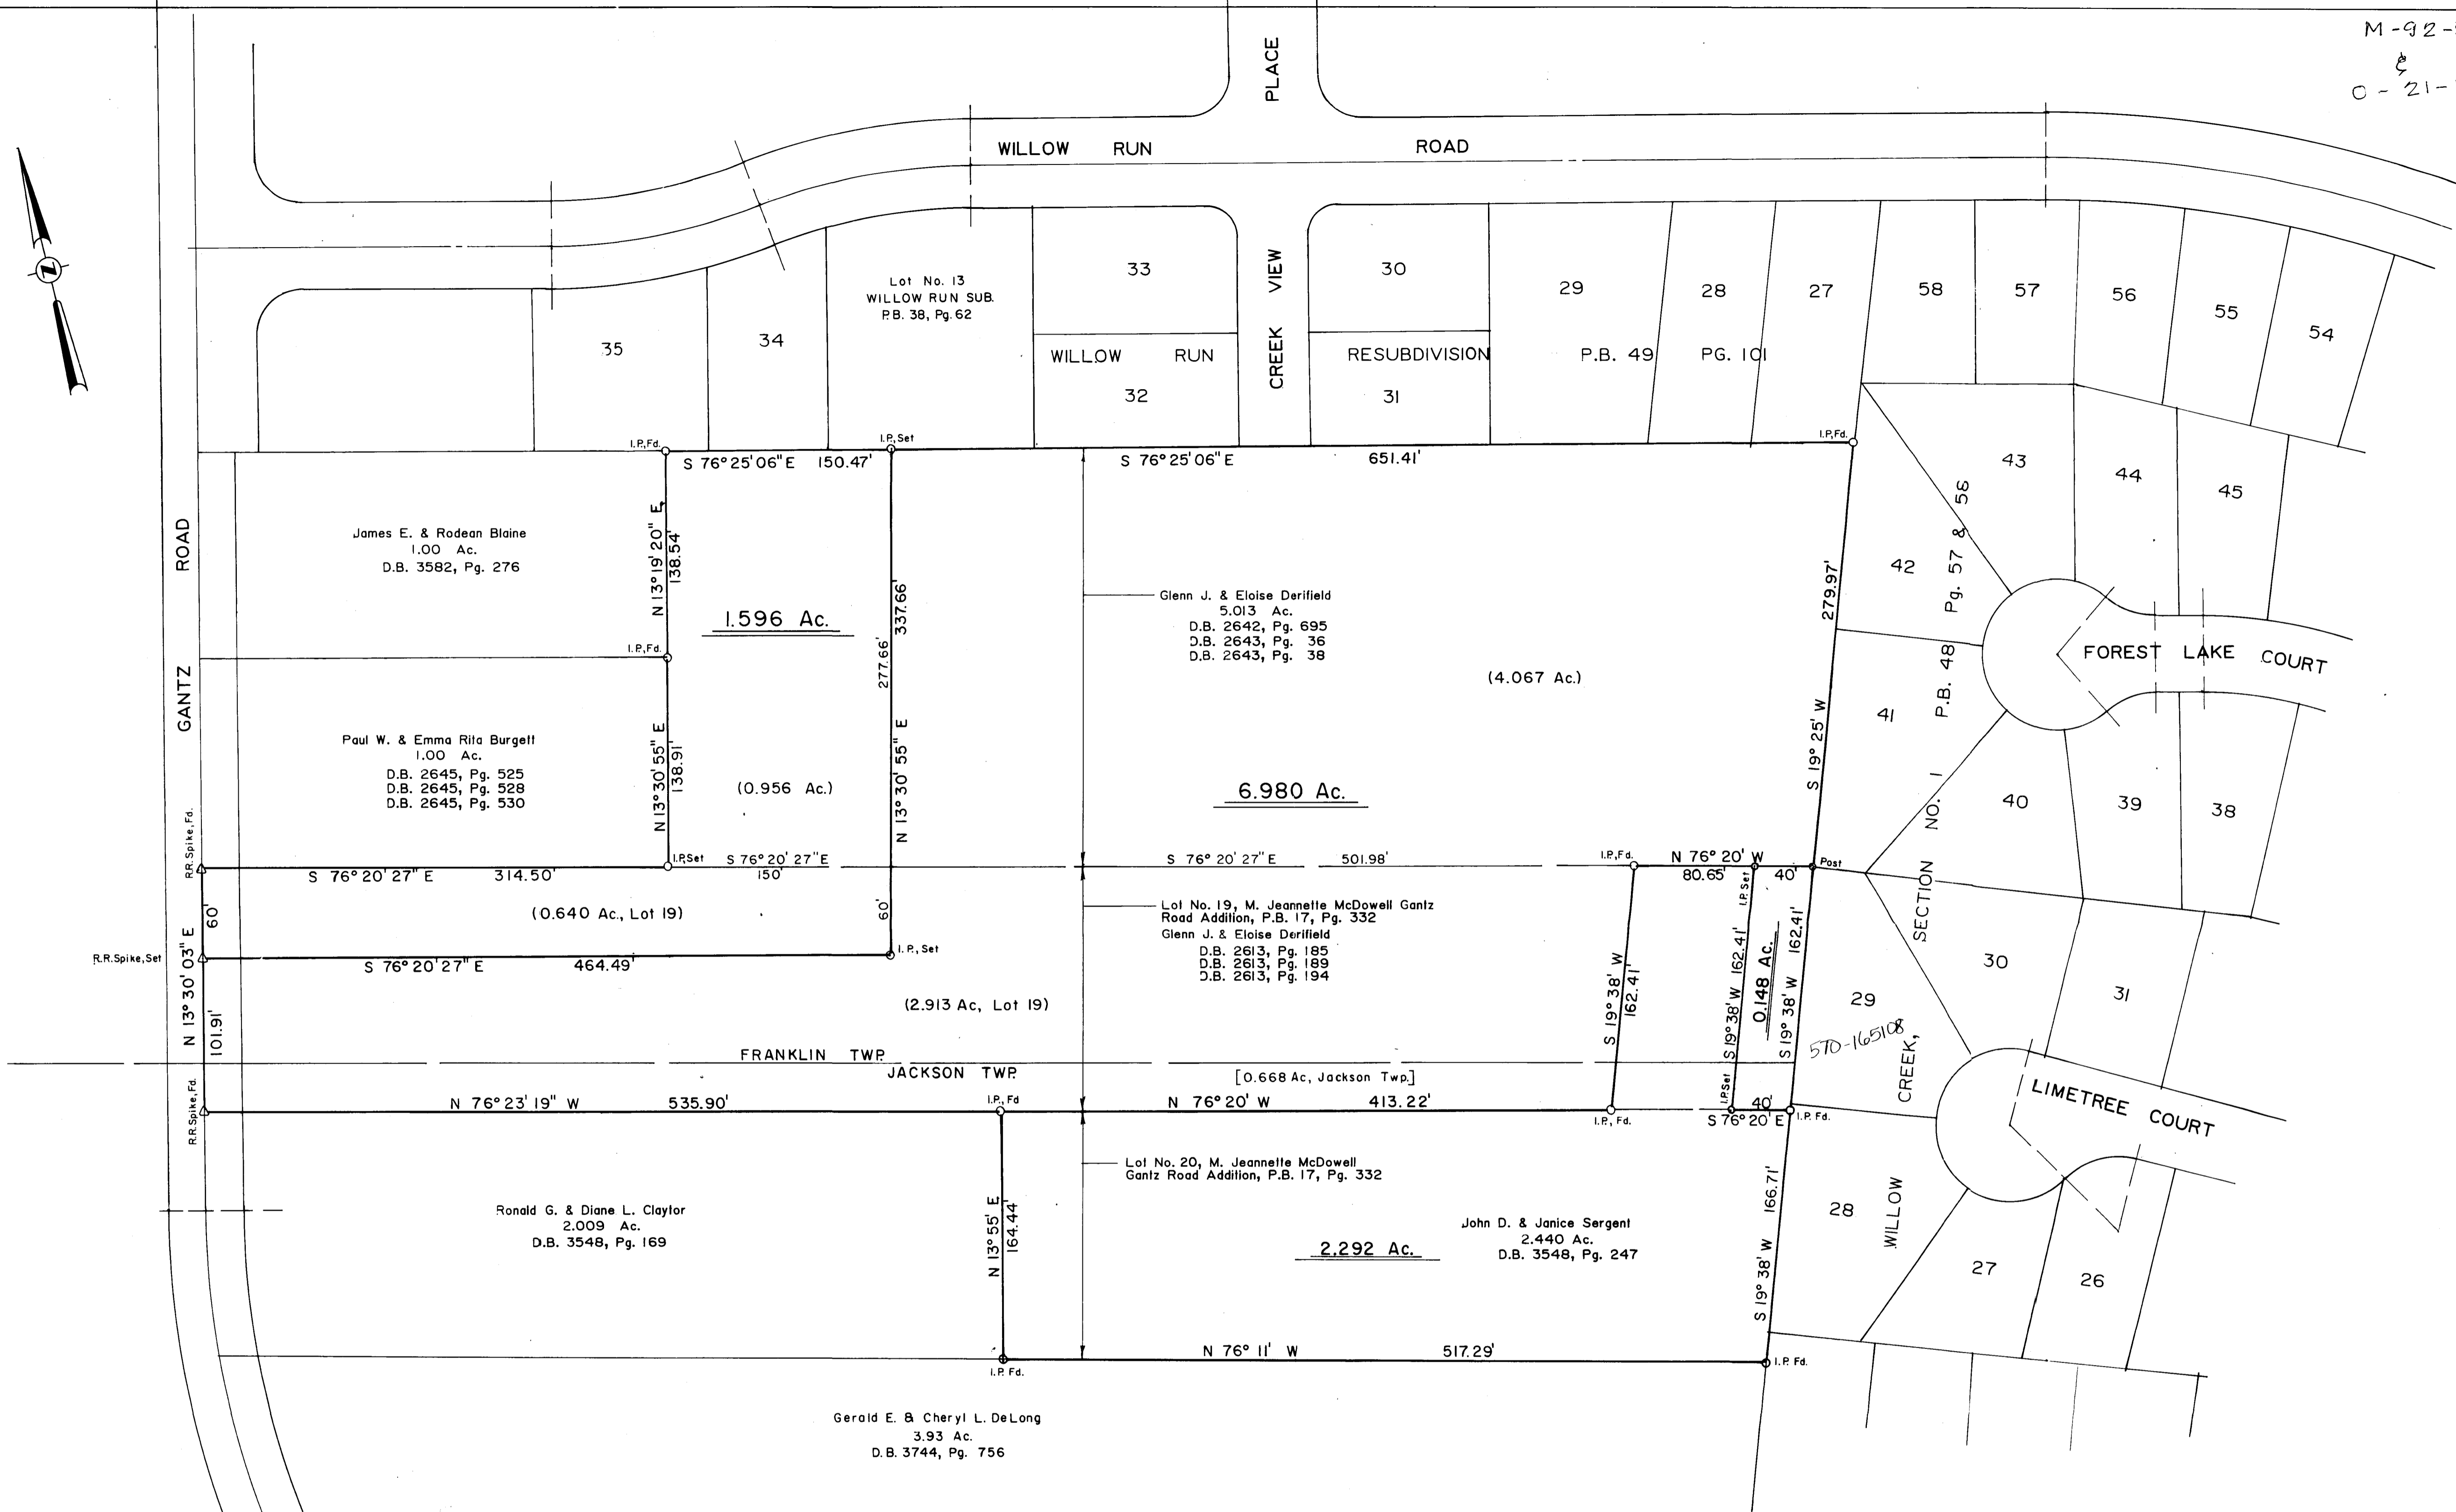 M-92-
&
O - 21-
PLACE
WILLOW RUN ROAD
CREEK VIEW
33
30
29
28
27
58
57
56
55
54
Lot No. 13
WILLOW RUN SUB.
P.B. 38, Pg. 62
35
34
WILLOW RUN RESUBDIVISION P.B. 49 PG. 101
32
31
I.P., Fd.
I.P., Set
I.P., Fd.
S 76° 25' 06" E 150.47'
S 76° 25' 06" E 651.41'
43
44
45
42
GANTZ ROAD
James E. & Rodean Blaine
1.00 Ac.
D.B. 3582, Pg. 276
N 13° 19' 20" E
138.54'
1.596 Ac.
337.66'
277.66'
N 13° 30' 55" E
Glenn J. & Eloise Derifield
5.013 Ac.
D.B. 2642, Pg. 695
D.B. 2643, Pg. 36
D.B. 2643, Pg. 38
(4.067 Ac.)
279.97'
S 19° 25' W
I.P., Fd.
FOREST LAKE COURT
41
40
39
38
WILLOW CREEK, SECTION NO. 1 P.B. 48 Pg. 57 & 58
Paul W. & Emma Rita Burgett
1.00 Ac.
D.B. 2645, Pg. 525
D.B. 2645, Pg. 528
D.B. 2645, Pg. 530
N 13° 30' 55" E
138.91'
(0.956 Ac.)
6.980 Ac.
R.R. Spike, Fd.
I.P. Set
S 76° 20' 27" E
150'
S 76° 20' 27" E 501.98'
I.P., Fd.
N 76° 20' W
80.65'
40'
Post
S 76° 20' 27" E 314.50'
60'
(0.640 Ac., Lot 19)
60'
Lot No. 19, M. Jeannette McDowell Gantz
Road Addition, P.B. 17, Pg. 332
Glenn J. & Eloise Derifield
D.B. 2613, Pg. 185
D.B. 2613, Pg. 189
D.B. 2613, Pg. 194
I.P. Set
S 19° 38' W
162.41'
S 19° 38' W 162.41'
0.148 Ac.
S 19° 38' W 162.41'
R.R. Spike, Set
I.P., Set
S 76° 20' 27" E 464.49'
N 13° 30' 03" E
101.91'
(2.913 Ac, Lot 19)
30
31
29
570-165108
FRANKLIN TWP.
JACKSON TWP.
[0.668 Ac, Jackson Twp.]
R.R. Spike, Fd.
N 76° 23' 19" W 535.90'
I.P., Fd
N 76° 20' W 413.22'
I.P., Fd.
I.P. Set
40'
S 76° 20' E
I.P. Fd.
LIMETREE COURT
Lot No. 20, M. Jeannette McDowell
Gantz Road Addition, P.B. 17, Pg. 332
Ronald G. & Diane L. Claytor
2.009 Ac.
D.B. 3548, Pg. 169
N 13° 55' E
164.44'
John D. & Janice Sergent
2.440 Ac.
D.B. 3548, Pg. 247
2.292 Ac.
S 19° 38' W 166.71'
28
27
26
N 76° 11' W 517.29'
I.P. Fd.
I.P. Fd.
Gerald E. & Cheryl L. DeLong
3.93 Ac.
D.B. 3744, Pg. 756